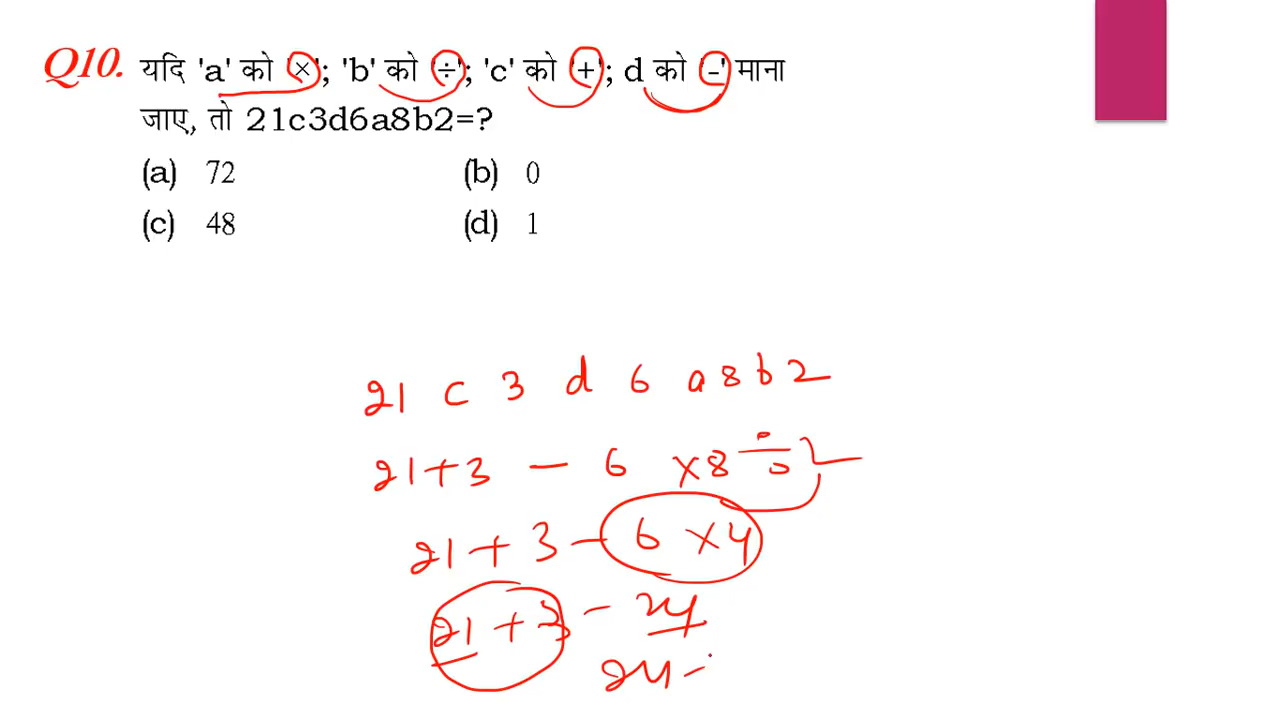 Q10. यदि 'a' को '×'; 'b' को '÷'; 'c' को '+'; d को '-' माना
जाए, तो 21c3d6a8b2=?
(a) 72 (b) 0
(c) 48 (d) 1
21 c 3 d 6 a 8 b 2
21+3 - 6 ×8 ÷ 2
21 + 3 - 6 ×4
21 + 3 - 24
24 -